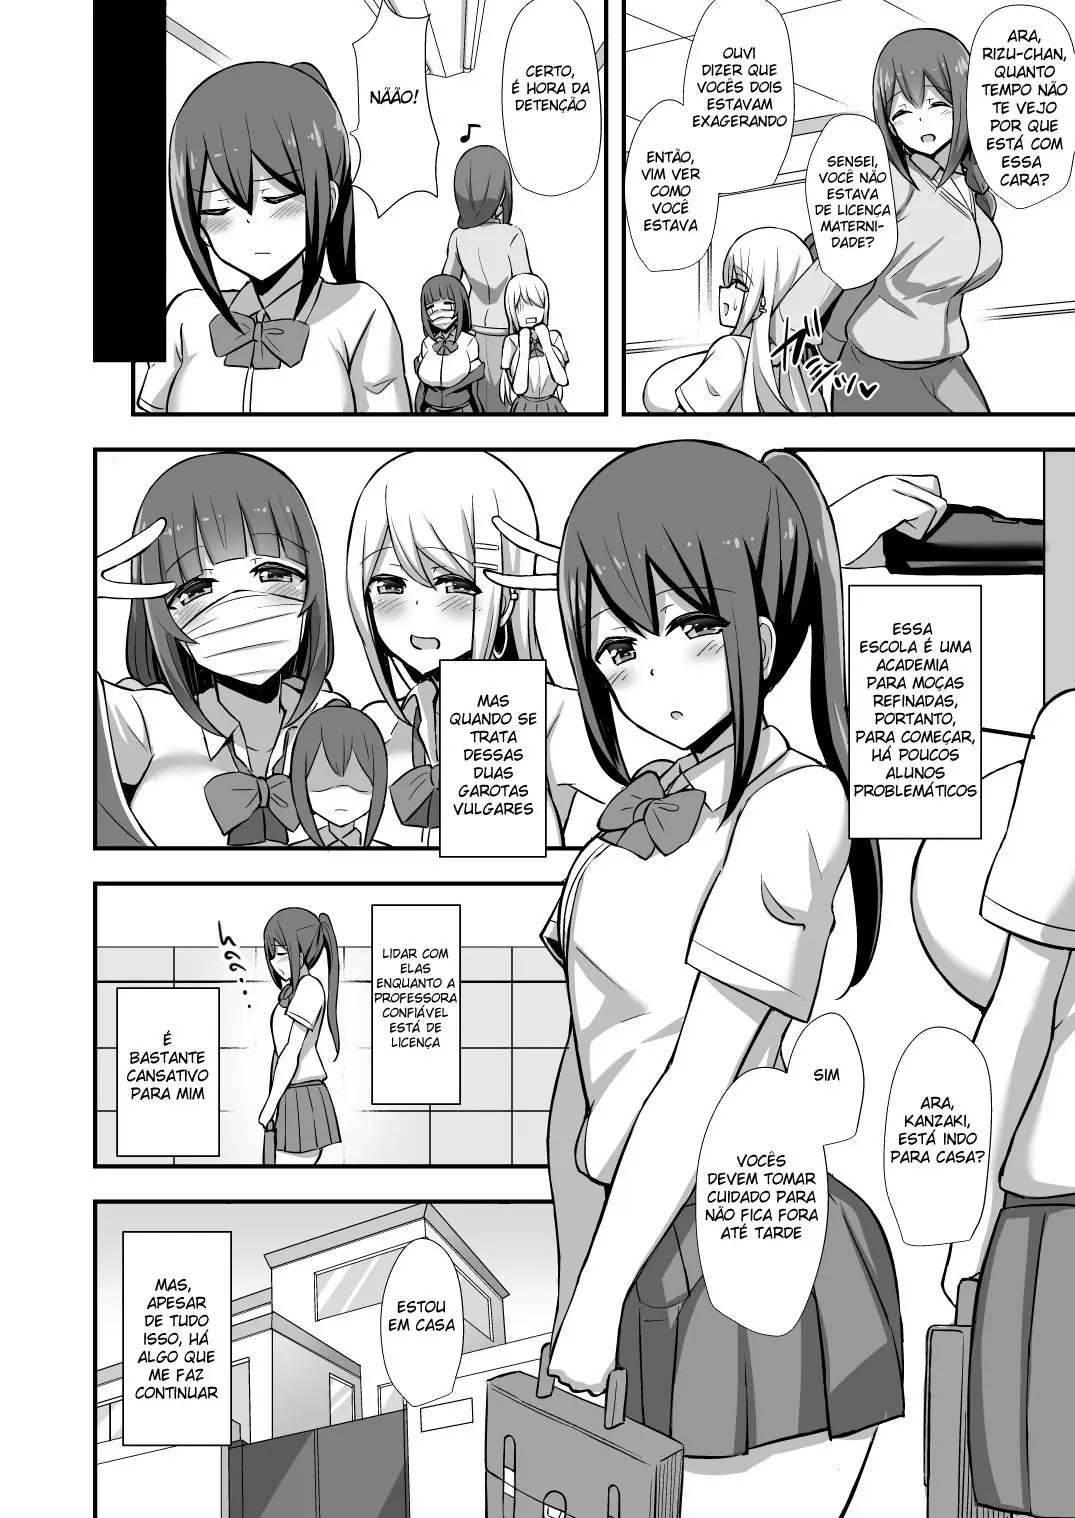 ARA,
RIZU-CHAN,
QUANTO
TEMPO NÃO
TE VEJO
POR QUE
ESTÁ COM
ESSA
CARA?
SENSEI,
VOCÊ NÃO
ESTAVA
DE LICENÇA
MATERNI-
DADE?
OUVI
DIZER QUE
VOCÊS DOIS
ESTAVAM
EXAGERANDO
ENTÃO,
VIM VER
COMO
VOCÊ
ESTAVA
CERTO,
É HORA DA
DETENÇÃO
NÃÃO!
ESSA
ESCOLA É UMA
ACADEMIA
PARA MOÇAS
REFINADAS,
PORTANTO,
PARA COMEÇAR,
HÁ POUCOS
ALUNOS
PROBLEMÁTICOS
MAS
QUANDO SE
TRATA
DESSAS
DUAS
GAROTAS
VULGARES
ARA,
KANZAKI,
ESTÁ INDO
PARA CASA?
SIM
VOCÊS
DEVEM TOMAR
CUIDADO PARA
NÃO FICA FORA
ATÉ TARDE
LIDAR COM
ELAS
ENQUANTO A
PROFESSORA
CONFIÁVEL
ESTÁ DE
LICENÇA
É
BASTANTE
CANSATIVO
PARA MIM
ESTOU
EM CASA
MAS,
APESAR
DE TUDO
ISSO, HÁ
ALGO QUE
ME FAZ
CONTINUAR